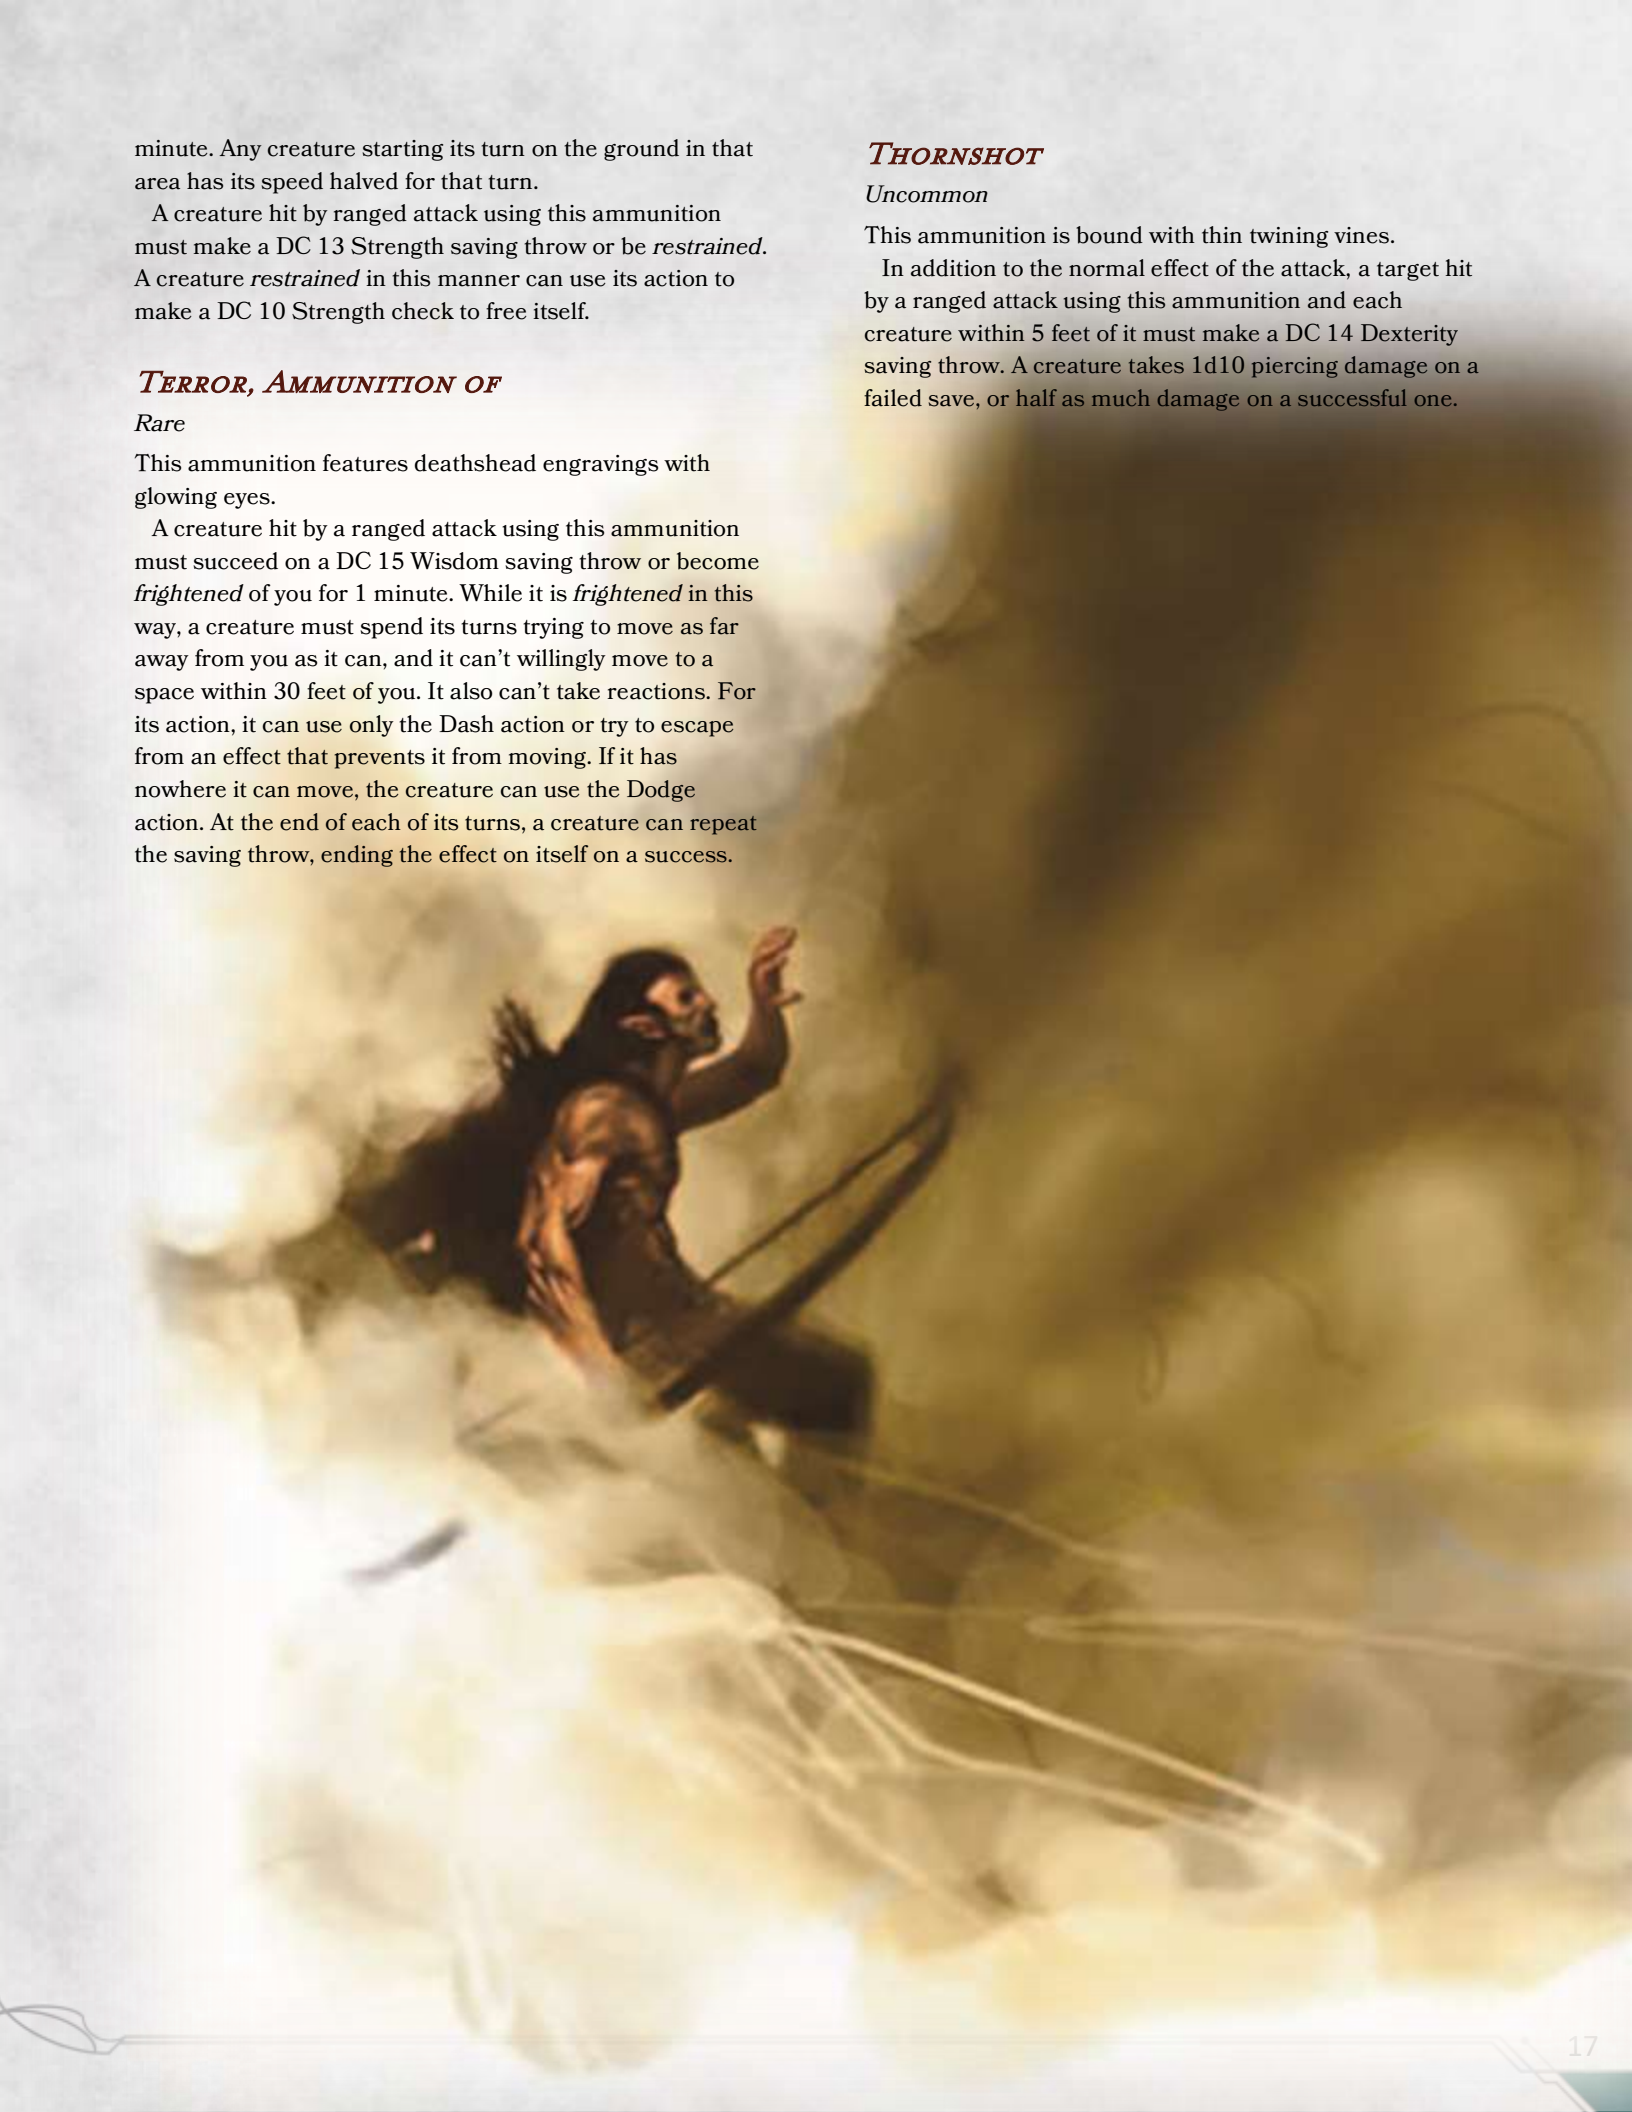 minute. Any creature starting its turn on the ground in that
area has its speed halved for that turn.
A creature hit by ranged attack using this ammunition
must make a DC 13 Strength saving throw or be restrained.
A creature restrained in this manner can use its action to
make a DC 10 Strength check to free itself.
TERROR, AMMUNITION OF
Rare
This ammunition features deathshead engravings with
glowing eyes.
A creature hit by a ranged attack using this ammunition
must succeed on a DC 15 Wisdom saving throw or become
frightened of you for 1 minute. While it is frightened in this
way, a creature must spend its turns trying to move as far
away from you as it can, and it can't willingly move to a
space within 30 feet of you. It also can't take reactions. For
its action, it can use only the Dash action or try to escape
from an effect that prevents it from moving. If it has
nowhere it can move, the creature can use the Dodge
action. At the end of each of its turns, a creature can repeat
the saving throw, ending the effect on itself on a success.
THORNSHOT
Uncommon
This ammunition is bound with thin twining vines.
In addition to the normal effect of the attack, a target hit
by a ranged attack using this ammunition and each
creature within 5 feet of it must make a DC 14 Dexterity
saving throw. A creature takes 1d10 piercing damage on a
failed save, or half as much damage on a successful one.
17